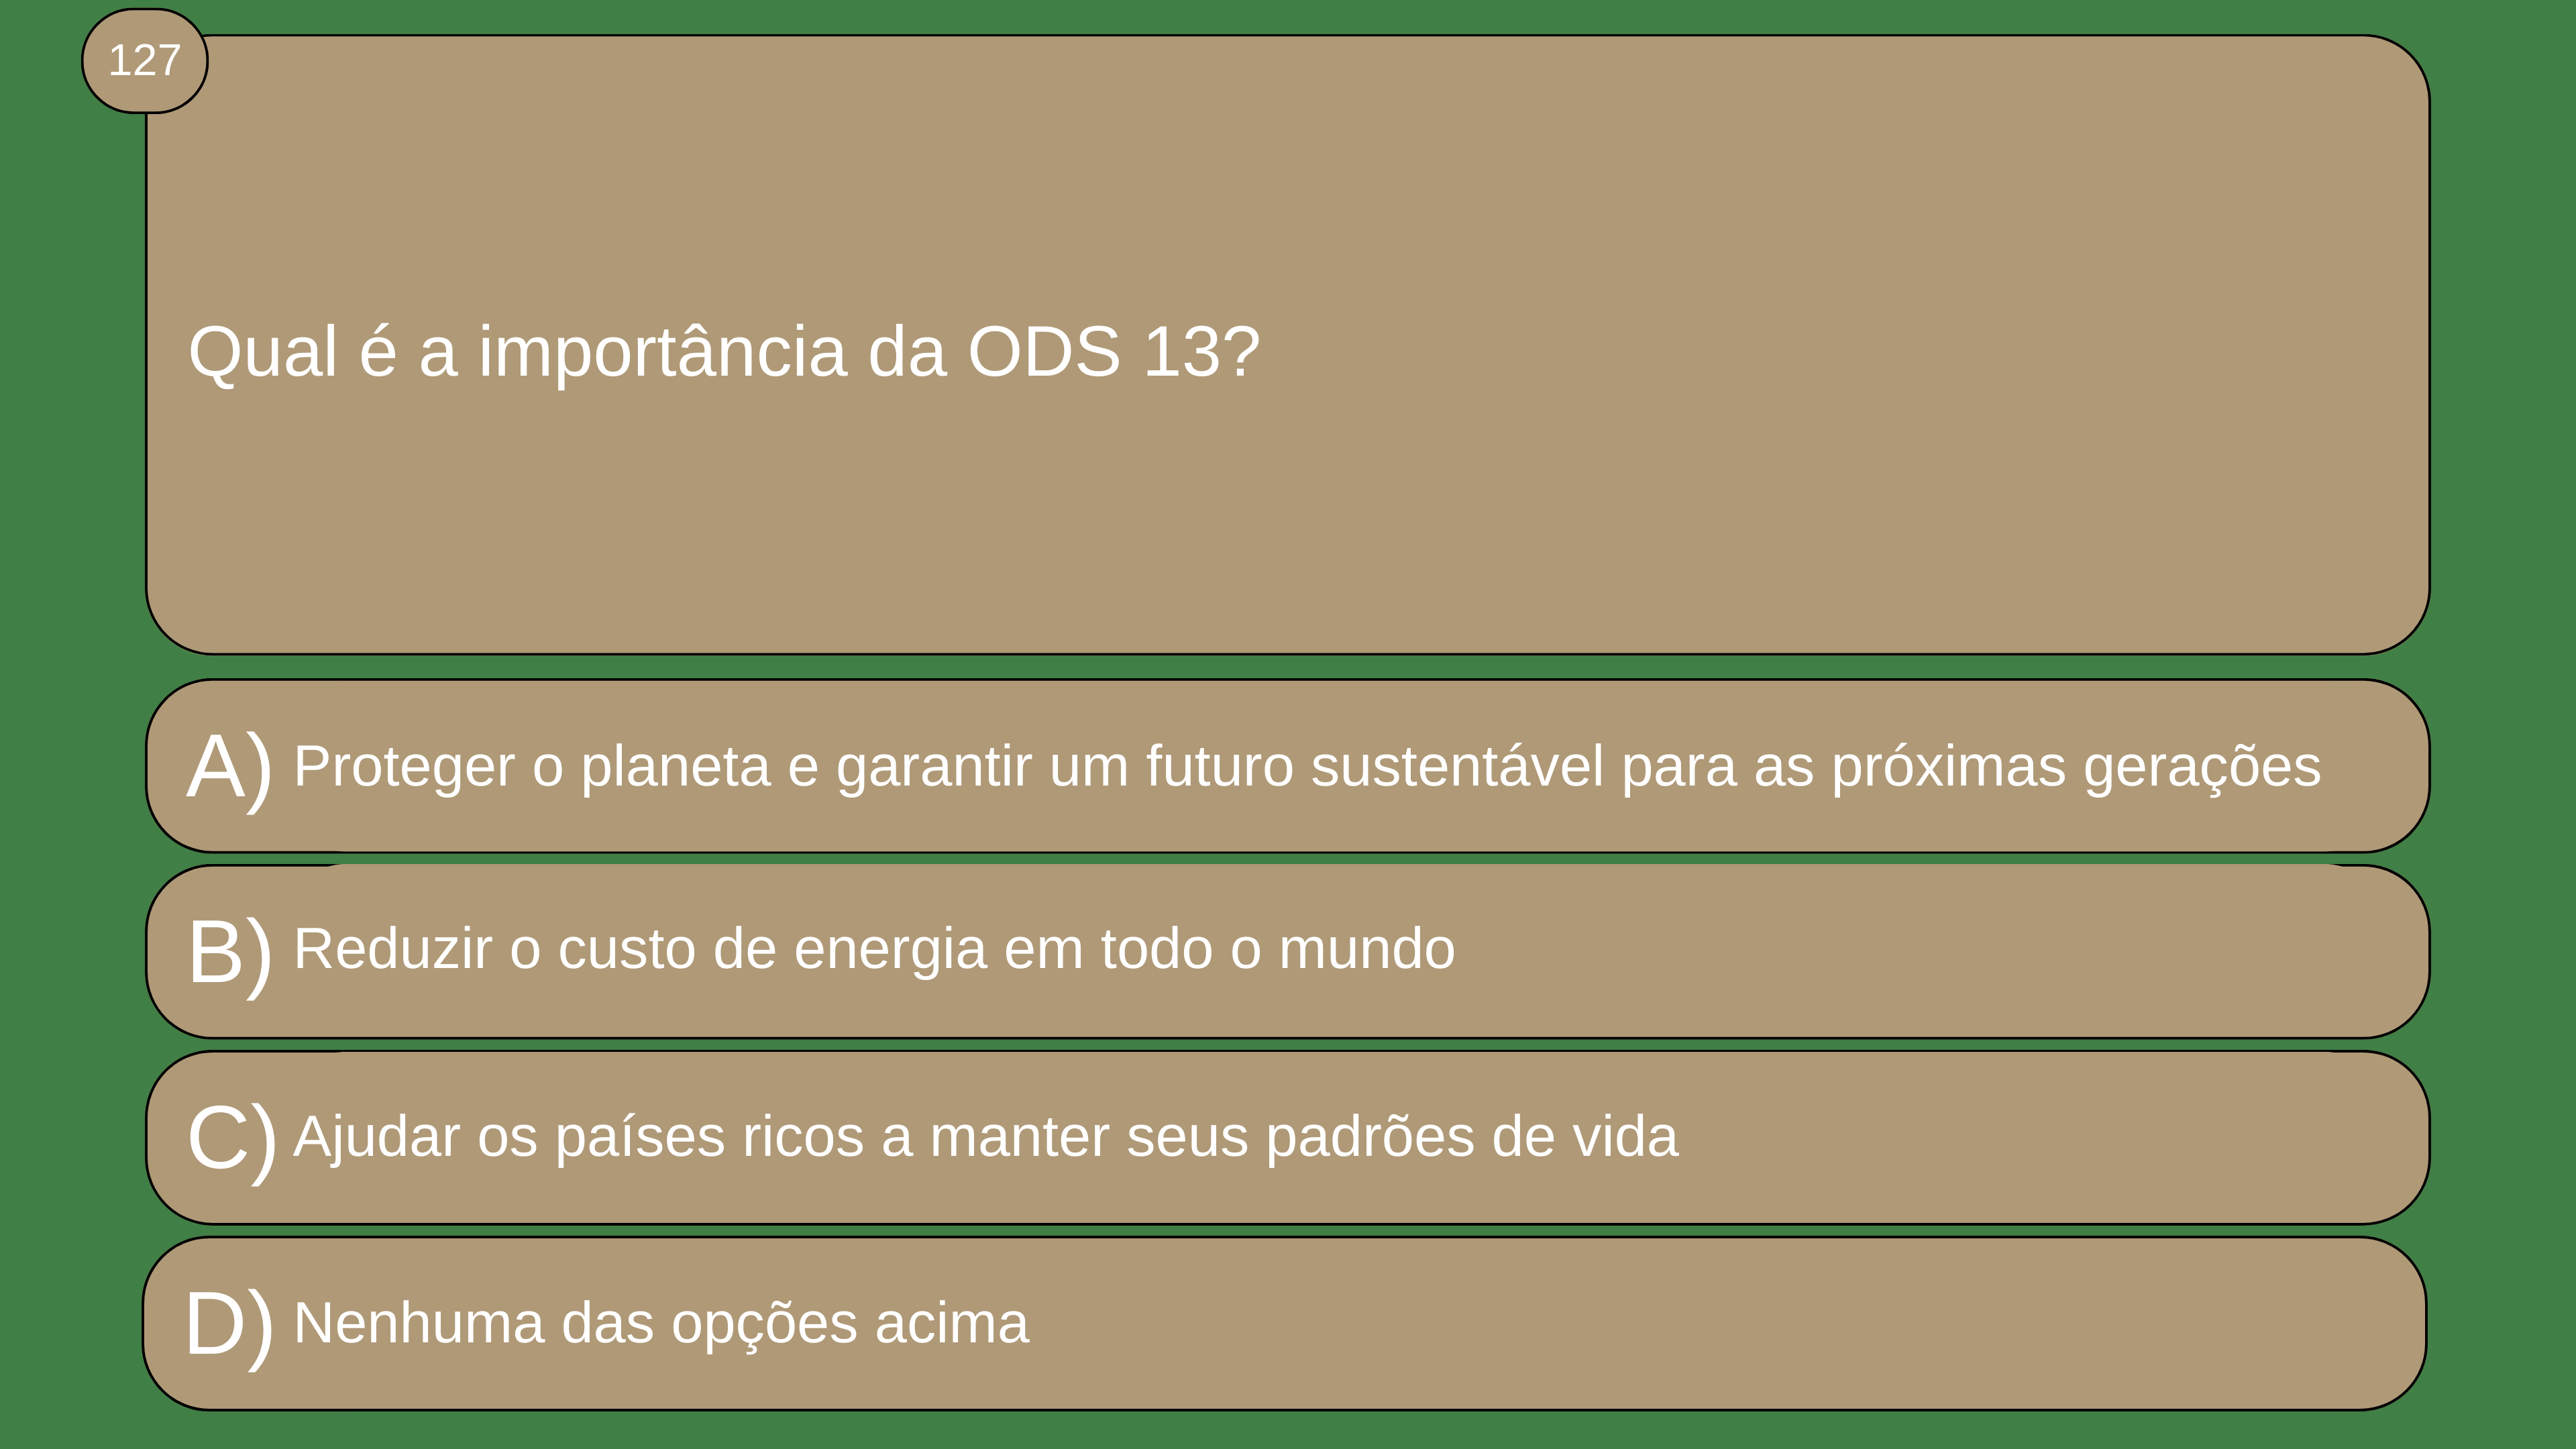 127
Qual é a importância da ODS 13?
A) Proteger o planeta e garantir um futuro sustentável para as próximas gerações
B) Reduzir o custo de energia em todo o mundo
C) Ajudar os países ricos a manter seus padrões de vida
D) Nenhuma das opções acima